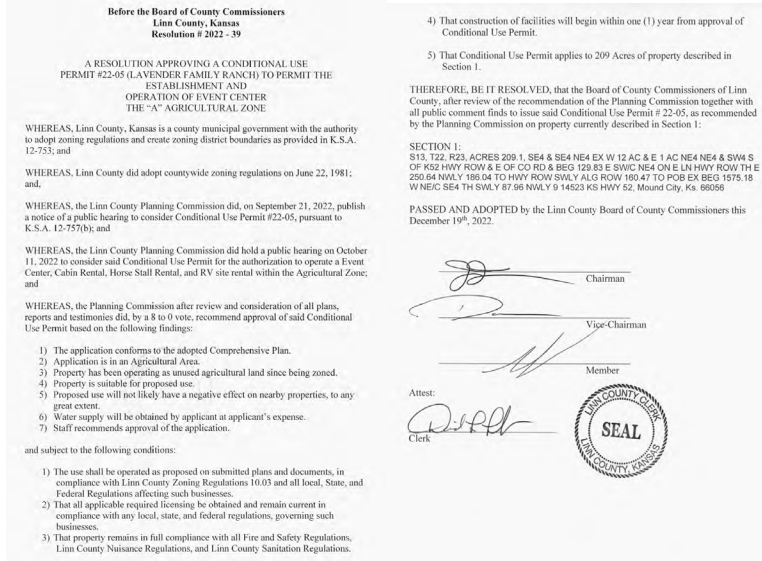 Before the Board of County Commissioners
Linn County, Kansas
Resolution # 2022 - 39
A RESOLUTION APPROVING A CONDITIONAL USE
PERMIT #22-05 (LAVENDER FAMILY RANCH) TO PERMIT THE
ESTABLISHMENT AND
OPERATION OF EVENT CENTER
THE "A" AGRICULTURAL ZONE
WHEREAS, Linn County, Kansas is a county municipal government with the authority
to adopt zoning regulations and create zoning district boundaries as provided in K.S.A.
12-753; and
WHEREAS, Linn County did adopt countywide zoning regulations on June 22, 1981;
and,
WHEREAS, the Linn County Planning Commission did, on September 21, 2022, publish
a notice of a public hearing to consider Conditional Use Permit #22-05, pursuant to
K.S.A. 12-757(b); and
WHEREAS, the Linn County Planning Commission did hold a public hearing on October
11, 2022 to consider said Conditional Use Permit for the authorization to operate a Event
Center, Cabin Rental, Horse Stall Rental, and RV site rental within the Agricultural Zone;
and
WHEREAS, the Planning Commission after review and consideration of all plans,
reports and testimonies did, by a 8 to 0 vote, recommend approval of said Conditional
Use Permit based on the following findings:
1) The application conforms to the adopted Comprehensive Plan.
2) Application is in an Agricultural Area.
3) Property has been operating as unused agricultural land since being zoned.
4) Property is suitable for proposed use.
5) Proposed use will not likely have a negative effect on nearby properties, to any
great extent.
6) Water supply will be obtained by applicant at applicant's expense.
7) Staff recommends approval of the application.
and subject to the following conditions:
1) The use shall be operated as proposed on submitted plans and documents, in
compliance with Linn County Zoning Regulations 10.03 and all local, State, and
Federal Regulations affecting such businesses.
2) That all applicable required licensing be obtained and remain current in
compliance with any local, state, and federal regulations, governing such
businesses.
3) That property remains in full compliance with all Fire and Safety Regulations,
Linn County Nuisance Regulations, and Linn County Sanitation Regulations.
4) That construction of facilities will begin within one (1) year from approval of
Conditional Use Permit.
5) That Conditional Use Permit applies to 209 Acres of property described in
Section 1.
THEREFORE, BE IT RESOLVED, that the Board of County Commissioners of Linn
County, after review of the recommendation of the Planning Commission together with
all public comment finds to issue said Conditional Use Permit # 22-05, as recommended
by the Planning Commission on property currently described in Section 1:
SECTION 1:
S13, T22, R23, ACRES 209.1, SE4 & SE4 NE4 EX W 12 AC & E 1 AC NE4 NE4 & SW4 S
OF K52 HWY ROW & E OF CO RD & BEG 129.83 E SW/C NE4 ON E LN HWY ROW TH E
250.64 NWLY 186.04 TO HWY ROW SWLY ALG ROW 160.47 TO POB EX BEG 1575.18
W NE/C SE4 TH SWLY 87.96 NWLY 9 14523 KS HWY 52, Mound City, Ks. 66056
PASSED AND ADOPTED by the Linn County Board of County Commissioners this
December 19th, 2022.
Chairman
Vice-Chairman
Member
Attest:
Clerk
LINN COUNTY CLERK
SEAL
LINN COUNTY, KANSAS